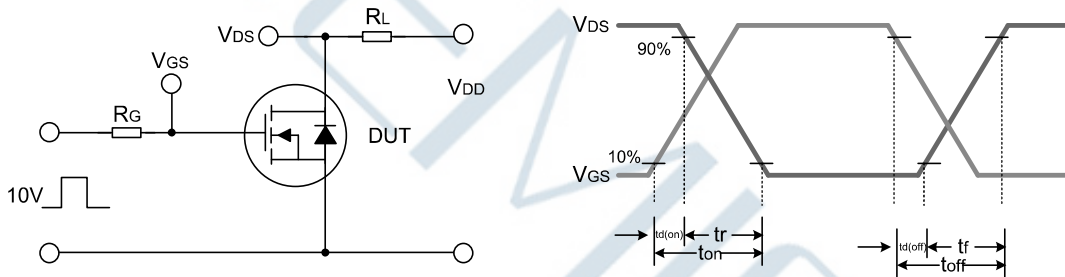 VDS
RL
VGS
VDD
RG
DUT
10V
VDS
90%
10%
VGS
td(on)
tr
ton
td(off)
tf
toff